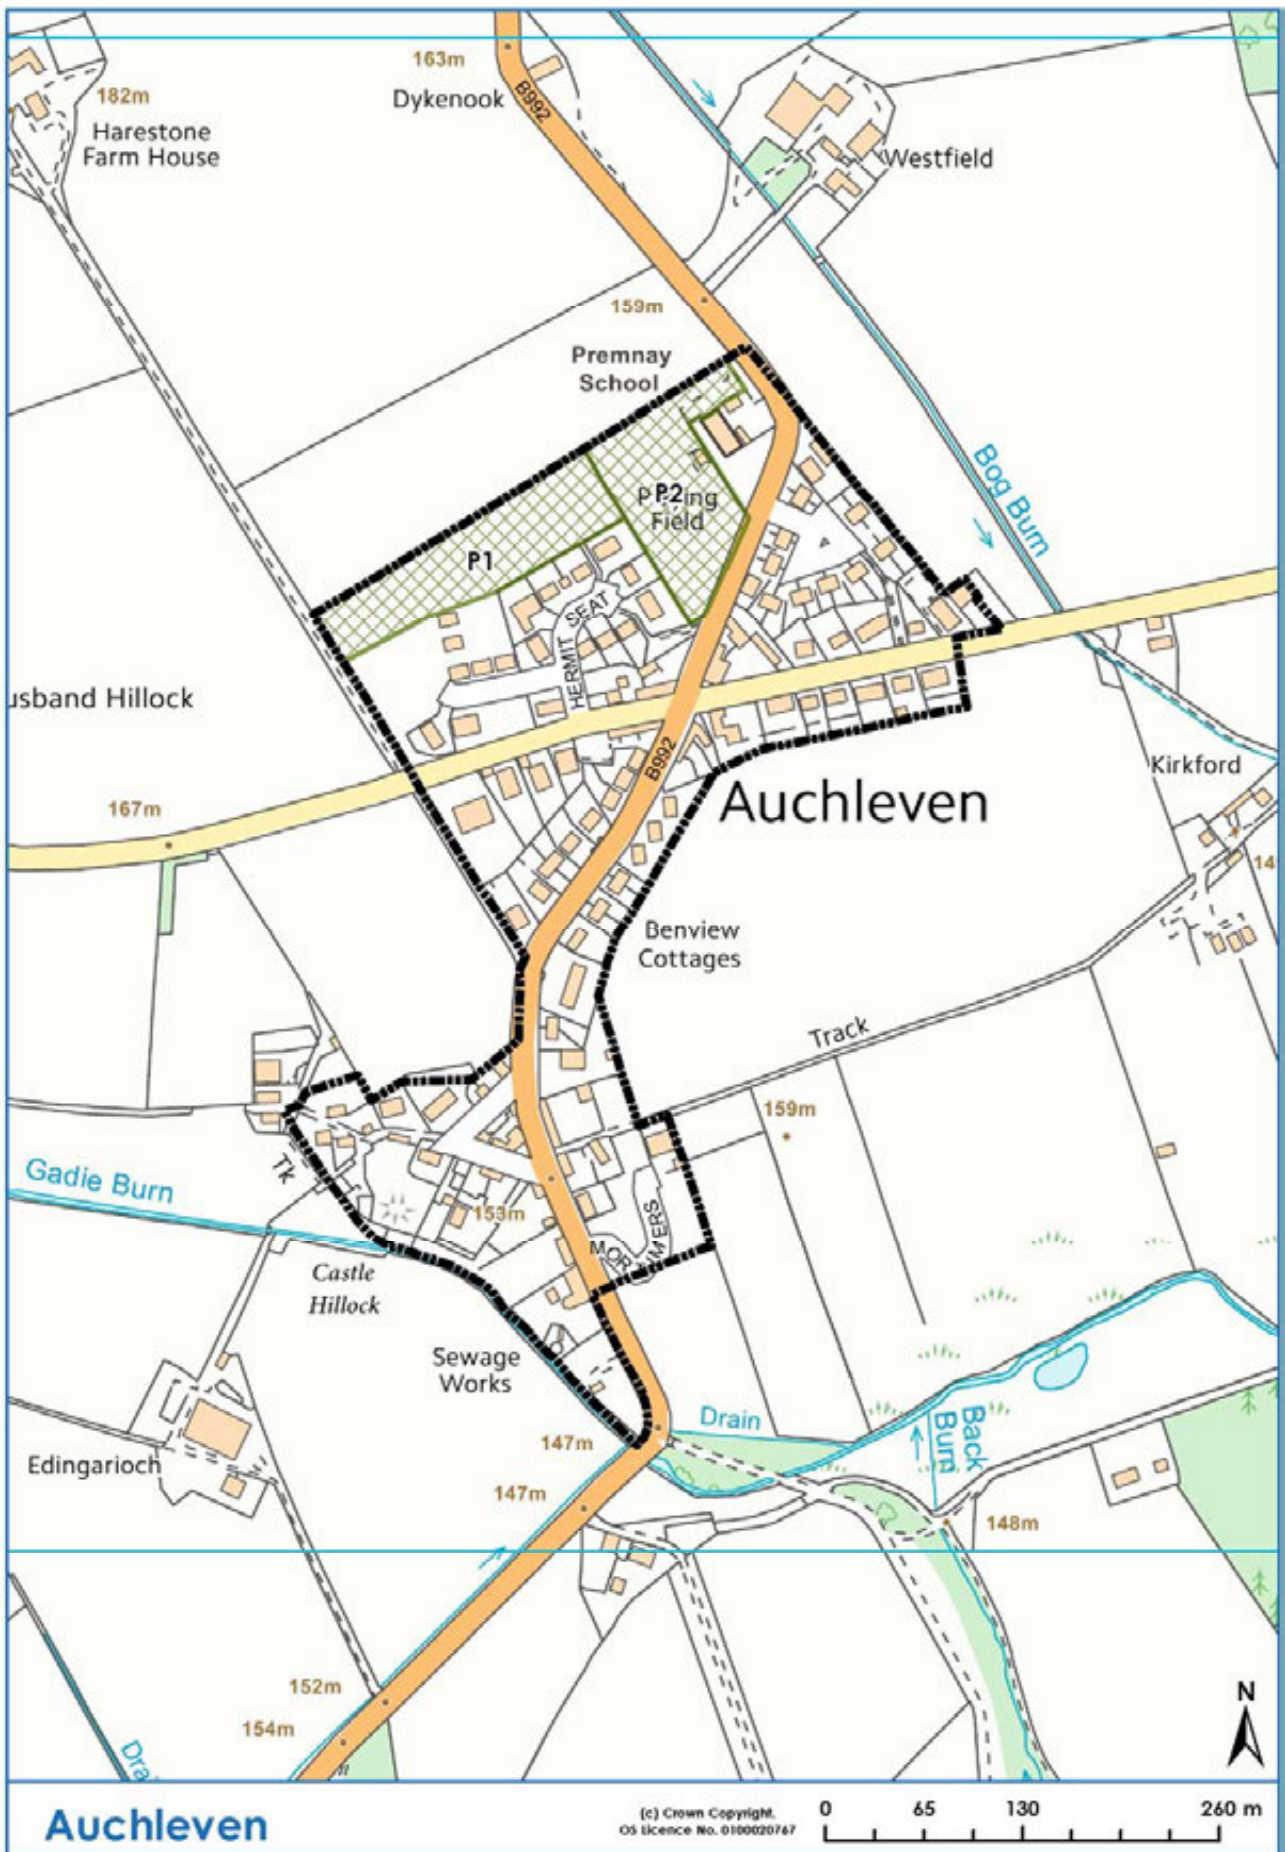 163m
Dykenook
B992
182m
Harestone
Farm House
Westfield
159m
Premnay
School
Bog Burn
P2
Field
P1
HERMIT SEAT
usband Hillock
B992
Kirkford
167m
Auchleven
14
Benview
Cottages
Track
159m
Tk
Gadie Burn
153m
MORTIMERS
Castle
Hillock
Sewage
Works
Drain
Back
Burn
147m
Edingarioch
147m
148m
152m
154m
Drai
N
Auchleven
(c) Crown Copyright.
OS Licence No. 0100020767
0 65 130 260 m